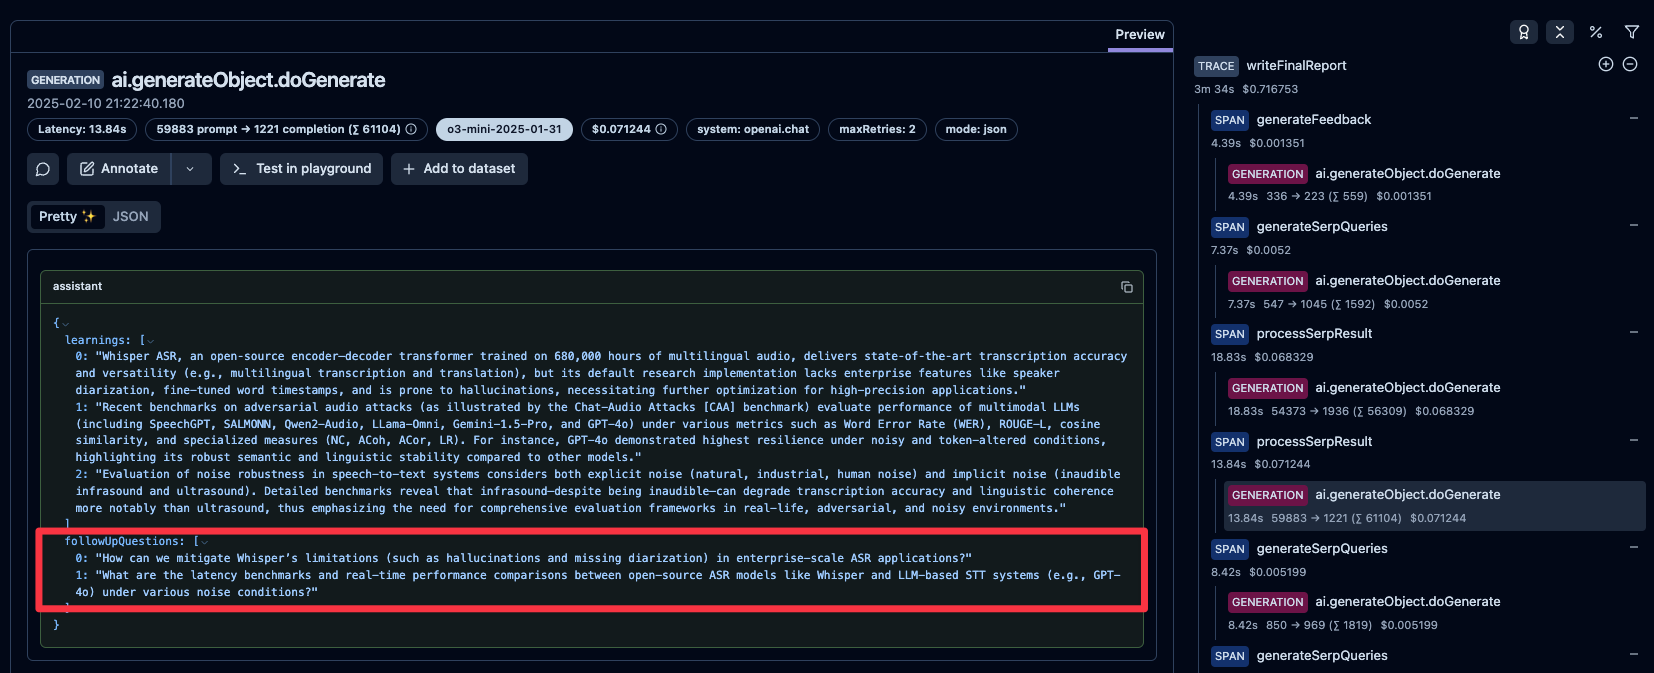 Preview
GENERATION ai.generateObject.doGenerate
2025-02-10 21:22:40.180
Latency: 13.84s 59883 prompt → 1221 completion (∑ 61104) o3-mini-2025-01-31 $0.071244 system: openai.chat maxRetries: 2 mode: json
Annotate Test in playground + Add to dataset
Pretty ✨ JSON
assistant
{
learnings: [
0: "Whisper ASR, an open-source encoder–decoder transformer trained on 680,000 hours of multilingual audio, delivers state-of-the-art transcription accuracy
and versatility (e.g., multilingual transcription and translation), but its default research implementation lacks enterprise features like speaker
diarization, fine-tuned word timestamps, and is prone to hallucinations, necessitating further optimization for high-precision applications."
1: "Recent benchmarks on adversarial audio attacks (as illustrated by the Chat-Audio Attacks [CAA] benchmark) evaluate performance of multimodal LLMs
(including SpeechGPT, SALMONN, Qwen2-Audio, LLama-Omni, Gemini-1.5-Pro, and GPT-4o) under various metrics such as Word Error Rate (WER), ROUGE-L, cosine
similarity, and specialized measures (NC, ACoh, ACor, LR). For instance, GPT-4o demonstrated highest resilience under noisy and token-altered conditions,
highlighting its robust semantic and linguistic stability compared to other models."
2: "Evaluation of noise robustness in speech-to-text systems considers both explicit noise (natural, industrial, human noise) and implicit noise (inaudible
infrasound and ultrasound). Detailed benchmarks reveal that infrasound—despite being inaudible—can degrade transcription accuracy and linguistic coherence
more notably than ultrasound, thus emphasizing the need for comprehensive evaluation frameworks in real-life, adversarial, and noisy environments."
]
followUpQuestions: [
0: "How can we mitigate Whisper's limitations (such as hallucinations and missing diarization) in enterprise-scale ASR applications?"
1: "What are the latency benchmarks and real-time performance comparisons between open-source ASR models like Whisper and LLM-based STT systems (e.g., GPT-
4o) under various noise conditions?"
]
}
TRACE writeFinalReport
3m 34s $0.716753
SPAN generateFeedback
4.39s $0.001351
GENERATION ai.generateObject.doGenerate
4.39s 336 → 223 (∑ 559) $0.001351
SPAN generateSerpQueries
7.37s $0.0052
GENERATION ai.generateObject.doGenerate
7.37s 547 → 1045 (∑ 1592) $0.0052
SPAN processSerpResult
18.83s $0.068329
GENERATION ai.generateObject.doGenerate
18.83s 54373 → 1936 (∑ 56309) $0.068329
SPAN processSerpResult
13.84s $0.071244
GENERATION ai.generateObject.doGenerate
13.84s 59883 → 1221 (∑ 61104) $0.071244
SPAN generateSerpQueries
8.42s $0.005199
GENERATION ai.generateObject.doGenerate
8.42s 850 → 969 (∑ 1819) $0.005199
SPAN generateSerpQueries